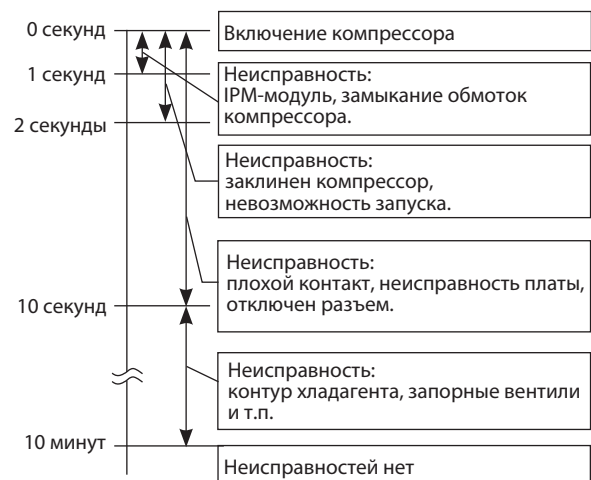 0 секунд
Включение компрессора
1 секунд
Неисправность:
IPM-модуль, замыкание обмоток
компрессора.
2 секунды
Неисправность:
заклинен компрессор,
невозможность запуска.
Неисправность:
плохой контакт, неисправность платы,
отключен разъем.
10 секунд
Неисправность:
контур хладагента, запорные вентили
и т.п.
10 минут
Неисправностей нет